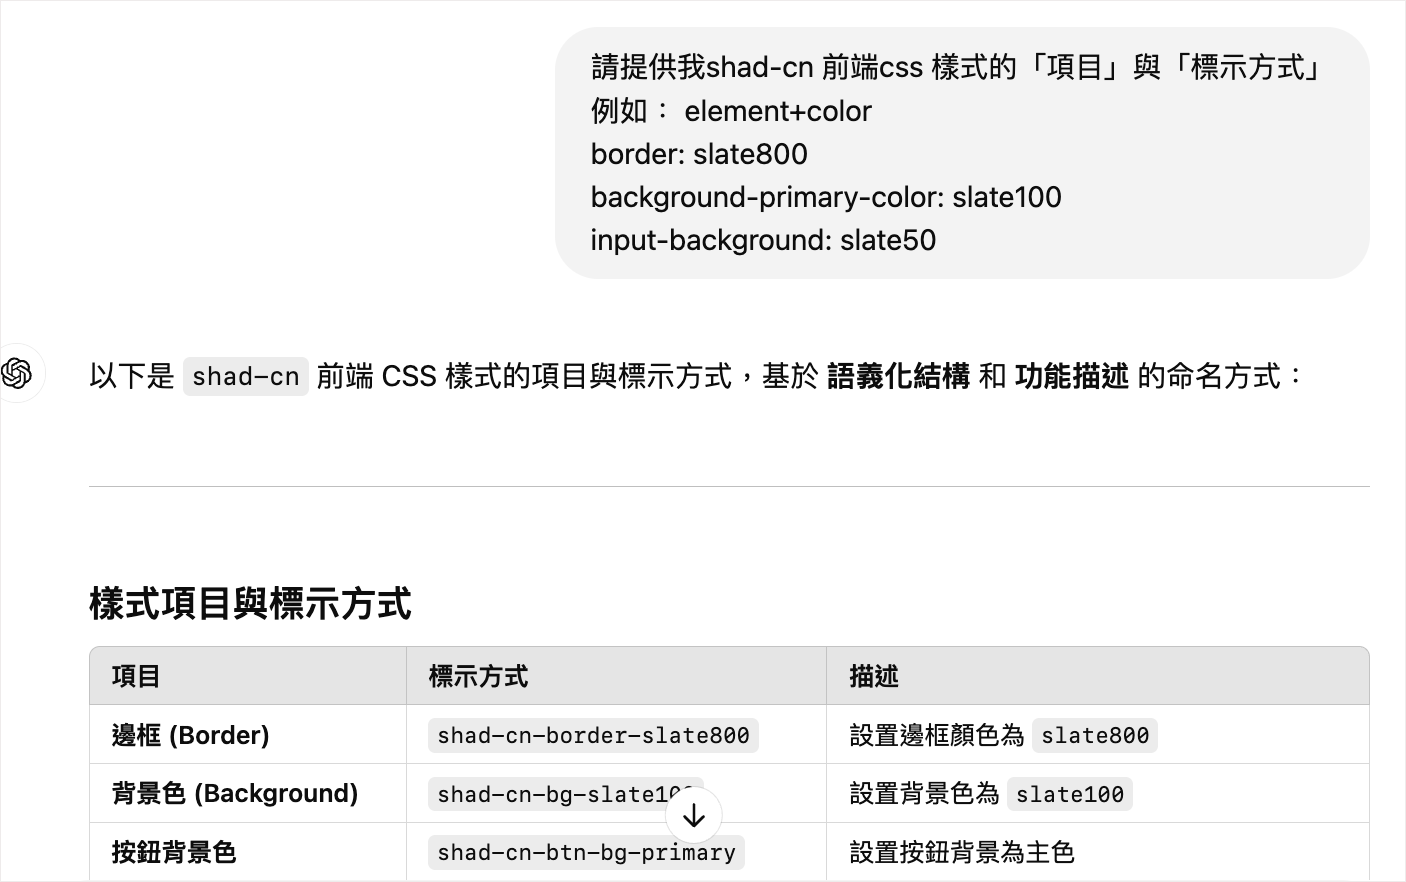 請提供我shad-cn 前端css 樣式的「項目」與「標示方式」
例如： element+color
border: slate800
background-primary-color: slate100
input-background: slate50
以下是 shad-cn 前端 CSS 樣式的項目與標示方式，基於 語義化結構 和 功能描述 的命名方式：
樣式項目與標示方式
項目 標示方式 描述
邊框 (Border) shad-cn-border-slate800 設置邊框顏色為 slate800
背景色 (Background) shad-cn-bg-slate100 設置背景色為 slate100
按鈕背景色 shad-cn-btn-bg-primary 設置按鈕背景為主色